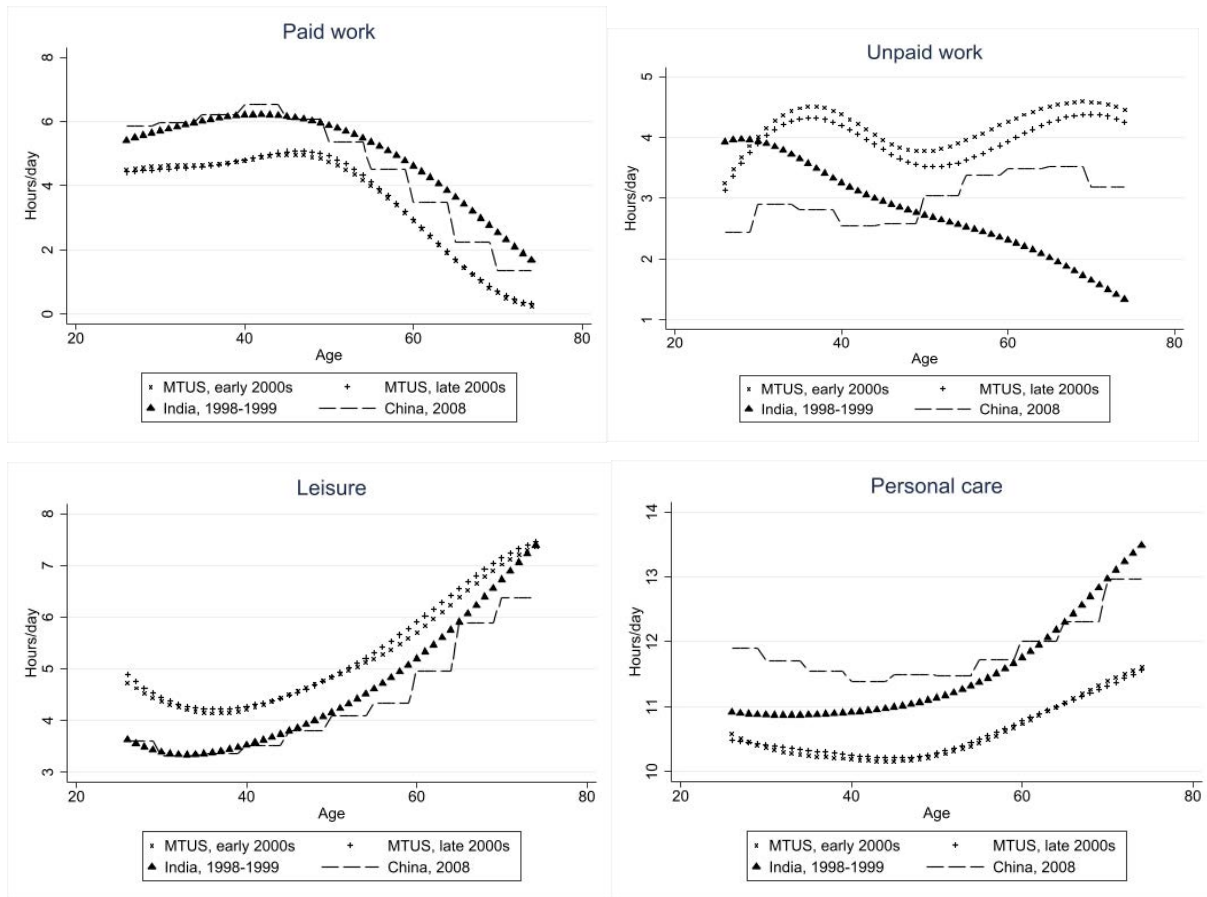 Paid work
8
6
4
2
0
Hours/day
20 40 60 80
Age
MTUS, early 2000s MTUS, late 2000s
India, 1998-1999 China, 2008
Unpaid work
5
4
3
2
1
Hours/day
20 40 60 80
Age
MTUS, early 2000s MTUS, late 2000s
India, 1998-1999 China, 2008
Leisure
8
7
6
5
4
3
Hours/day
20 40 60 80
Age
MTUS, early 2000s MTUS, late 2000s
India, 1998-1999 China, 2008
Personal care
14
13
12
11
10
Hours/day
20 40 60 80
Age
MTUS, early 2000s MTUS, late 2000s
India, 1998-1999 China, 2008